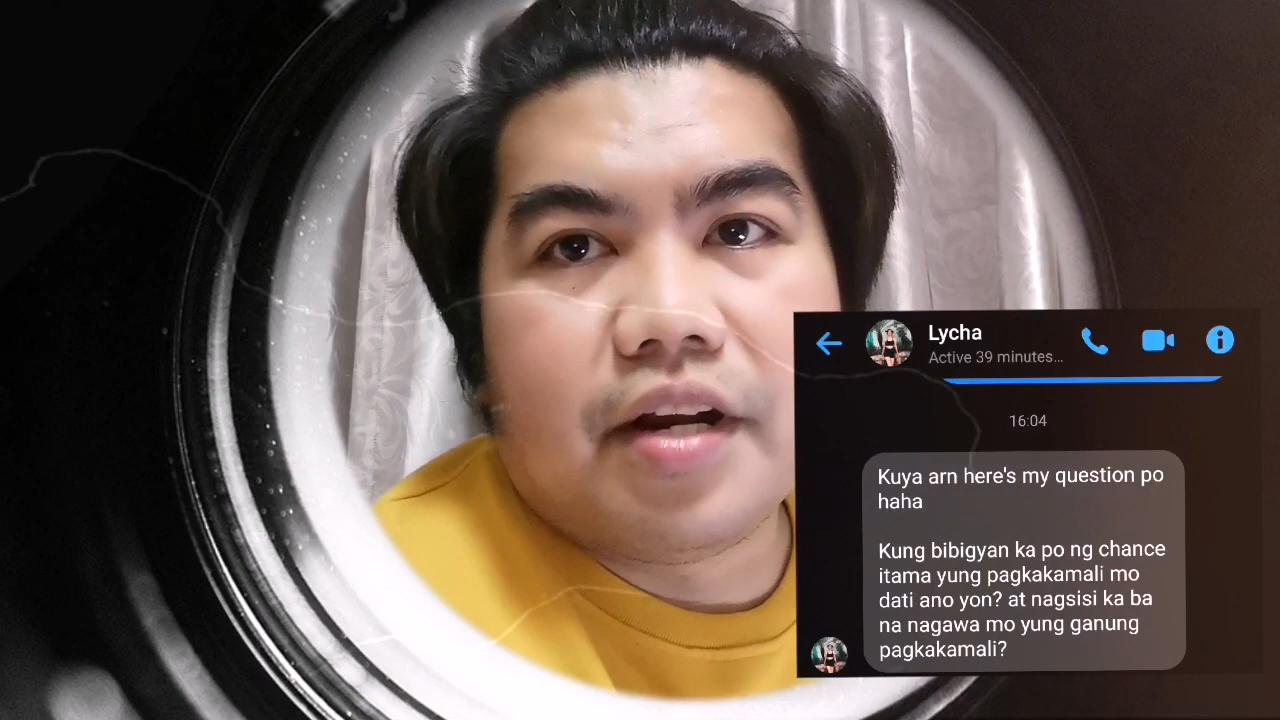 Lycha
Active 39 minutes...
16:04
Kuya arn here's my question po
haha
Kung bibigyan ka po ng chance
itama yung pagkakamali mo
dati ano yon? at nagsisi ka ba
na nagawa mo yung ganung
pagkakamali?